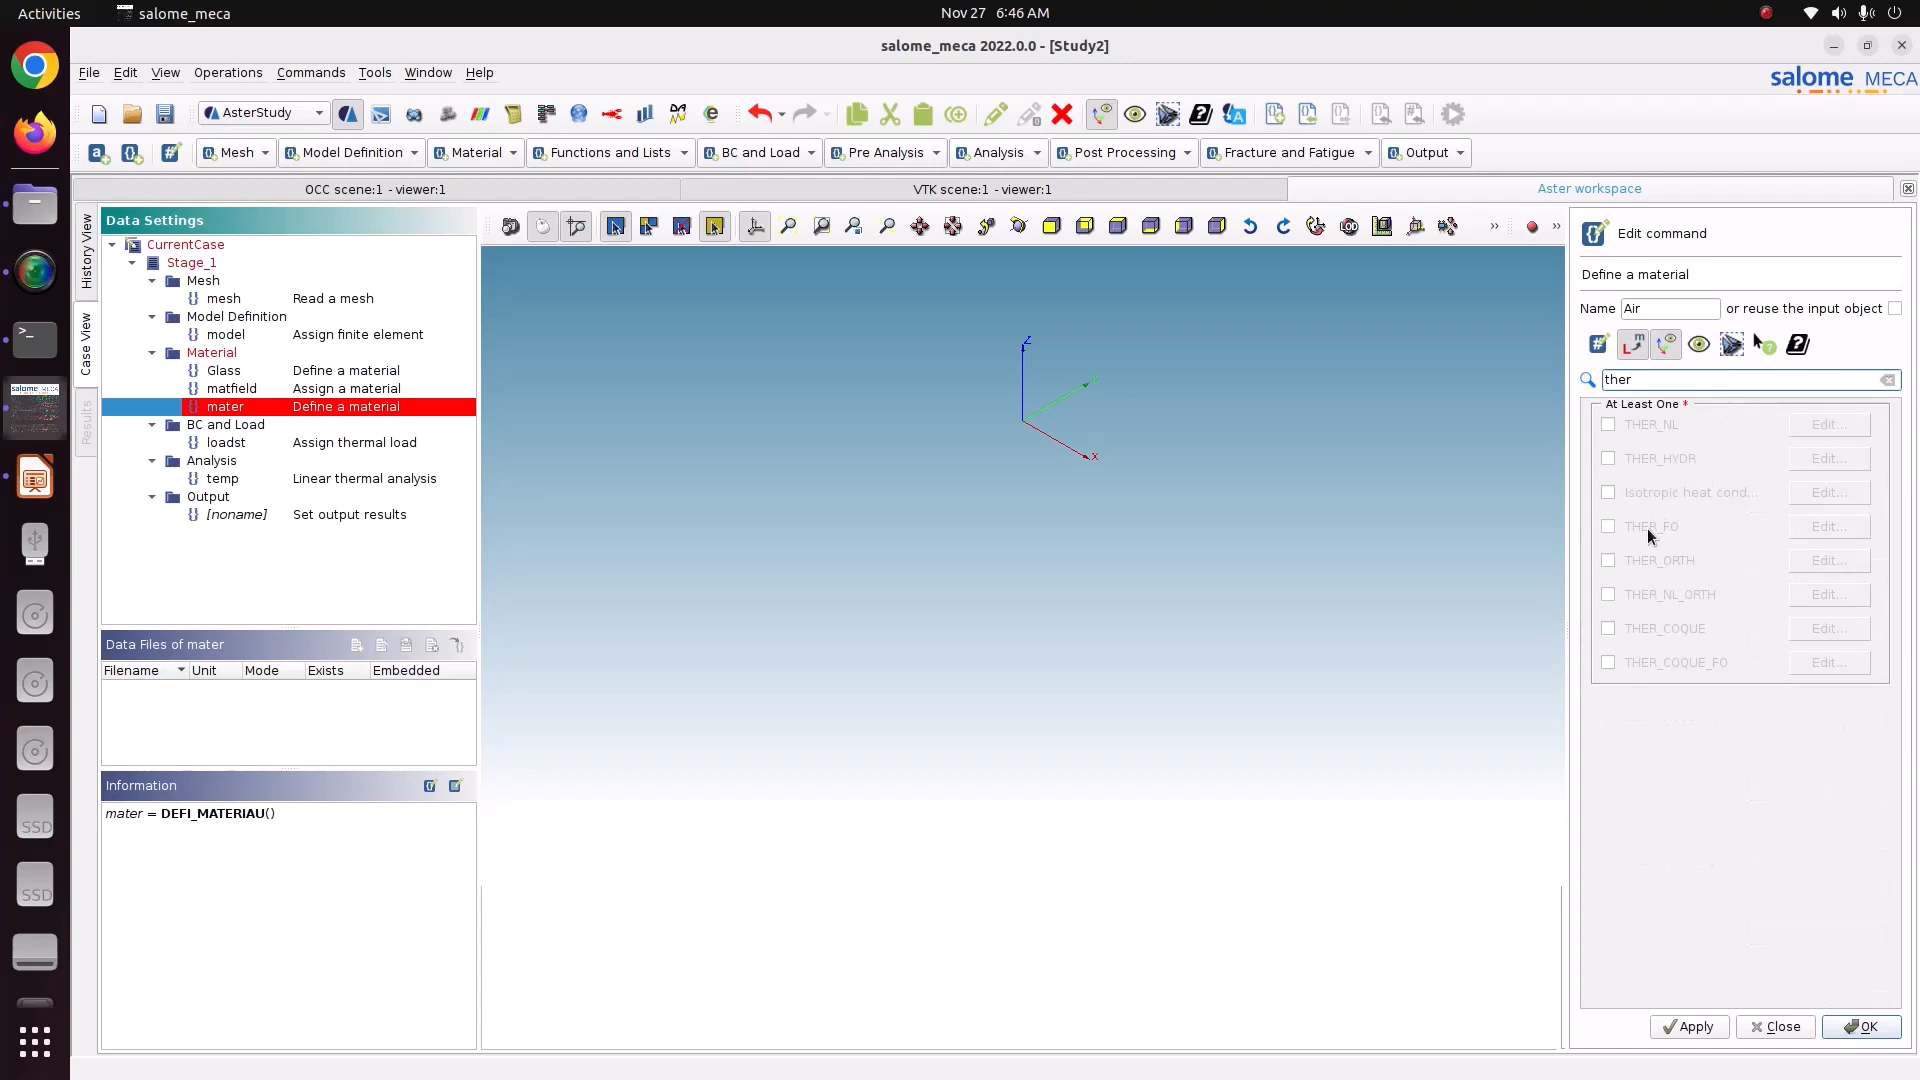 Activities
salome_meca
Nov 27 6:46 AM
salome_meca 2022.0.0 - [Study2]
File Edit View Operations Commands Tools Window Help
salome MECA
AsterStudy
Mesh Model Definition Material Functions and Lists BC and Load Pre Analysis Analysis Post Processing Fracture and Fatigue Output
OCC scene:1 - viewer:1
VTK scene:1 - viewer:1
Aster workspace
History View
Case View
Results
Data Settings
CurrentCase
Stage_1
Mesh
mesh Read a mesh
Model Definition
model Assign finite element
Material
Glass Define a material
matfield Assign a material
mater Define a material
BC and Load
loadst Assign thermal load
Analysis
temp Linear thermal analysis
Output
[noname] Set output results
Data Files of mater
Filename Unit Mode Exists Embedded
Information
mater = DEFI_MATERIAU()
Z
X
Edit command
Define a material
Name Air or reuse the input object
ther
At Least One *
THER_NL Edit...
THER_HYDR Edit...
Isotropic heat cond... Edit...
THER_FO Edit...
THER_ORTH Edit...
THER_NL_ORTH Edit...
THER_COQUE Edit...
THER_COQUE_FO Edit...
Apply Close OK
SSD
SSD